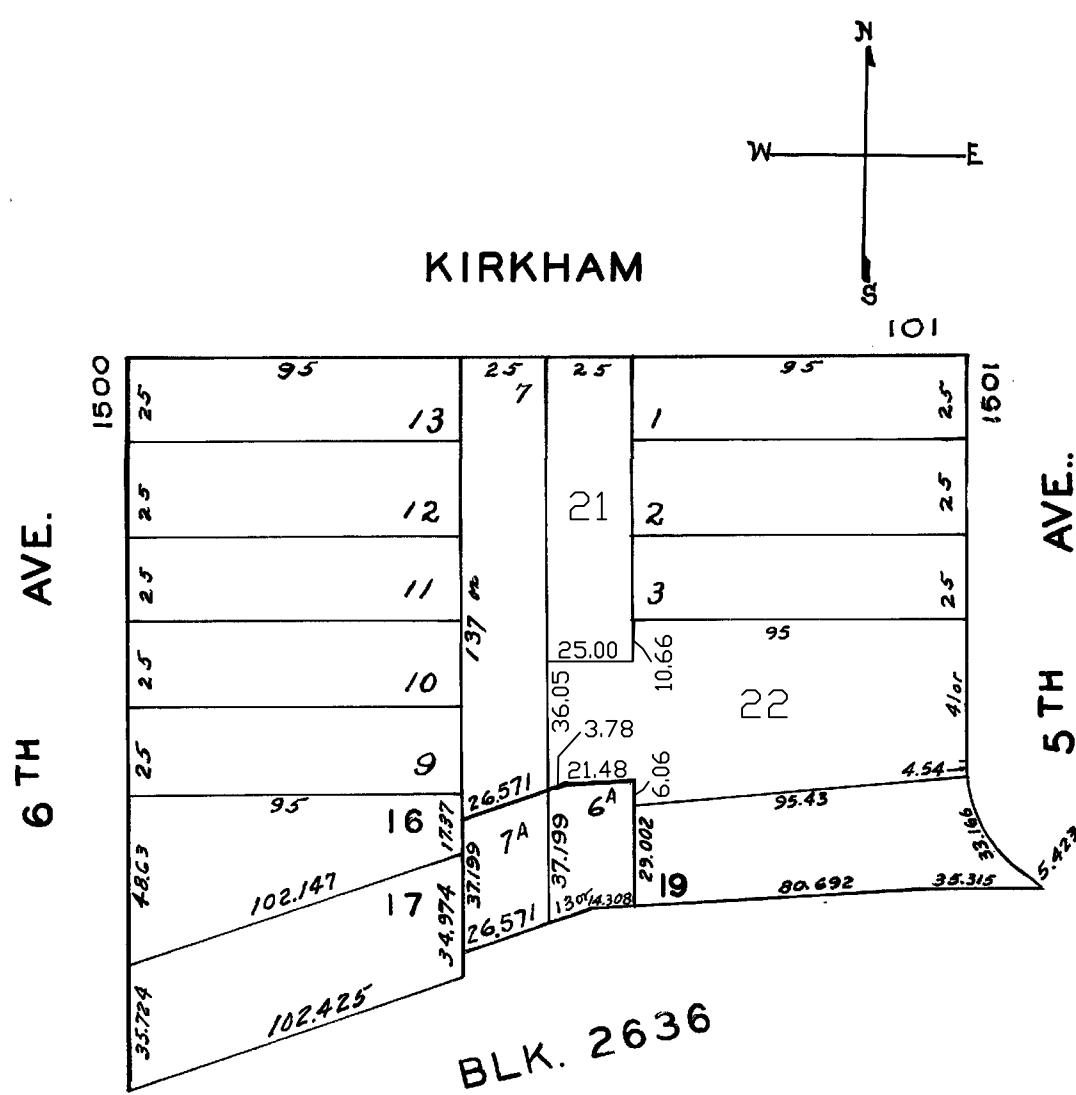 N
W E
S
KIRKHAM
101
1500
1501
95 25 25 95
7
25 13 1 25
25 12 21 2 25
25 11 3 25
137 or
95
25.00
10.66
25 10
36.05
22
41 or
3.78
25 9
21.48
6.06
4.54
95
26.571
95.43
16
17.37
7A
6A
37.199
37.199
29.002
33.166
5.423
48.63
102.147
17
34.974
26.571
13 or
14.308
19
80.692
35.315
35.724
102.425
6 TH AVE.
5 TH AVE..
BLK. 2636